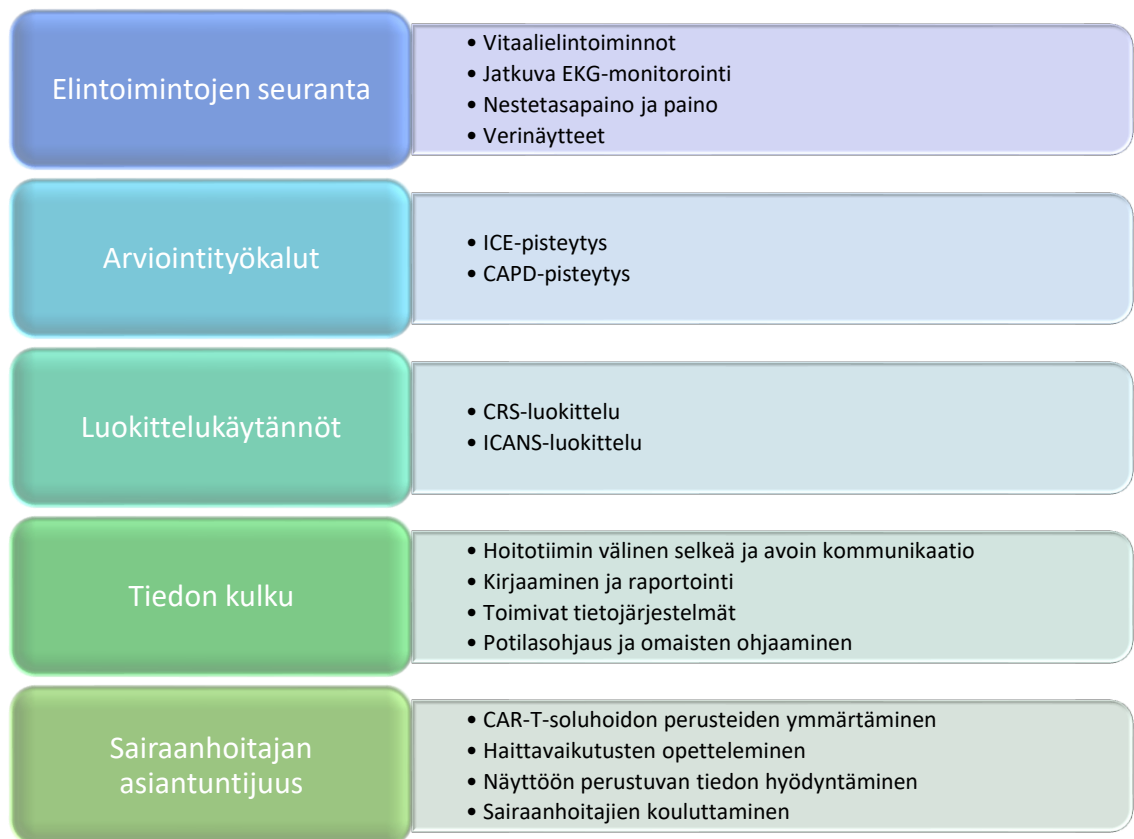 Elintoimintojen seuranta
• Vitaalielintoiminnot
• Jatkuva EKG-monitorointi
• Nestetasapaino ja paino
• Verinäytteet
Arviointityökalut
• ICE-pisteytys
• CAPD-pisteytys
Luokittelukäytännöt
• CRS-luokittelu
• ICANS-luokittelu
Tiedon kulku
• Hoitotiimin välinen selkeä ja avoin kommunikaatio
• Kirjaaminen ja raportointi
• Toimivat tietojärjestelmät
• Potilasohjaus ja omaisten ohjaaminen
Sairaanhoitajan
asiantuntijuus
• CAR-T-soluhoidon perusteiden ymmärtäminen
• Haittavaikutusten opetteleminen
• Näyttöön perustuvan tiedon hyödyntäminen
• Sairaanhoitajien kouluttaminen